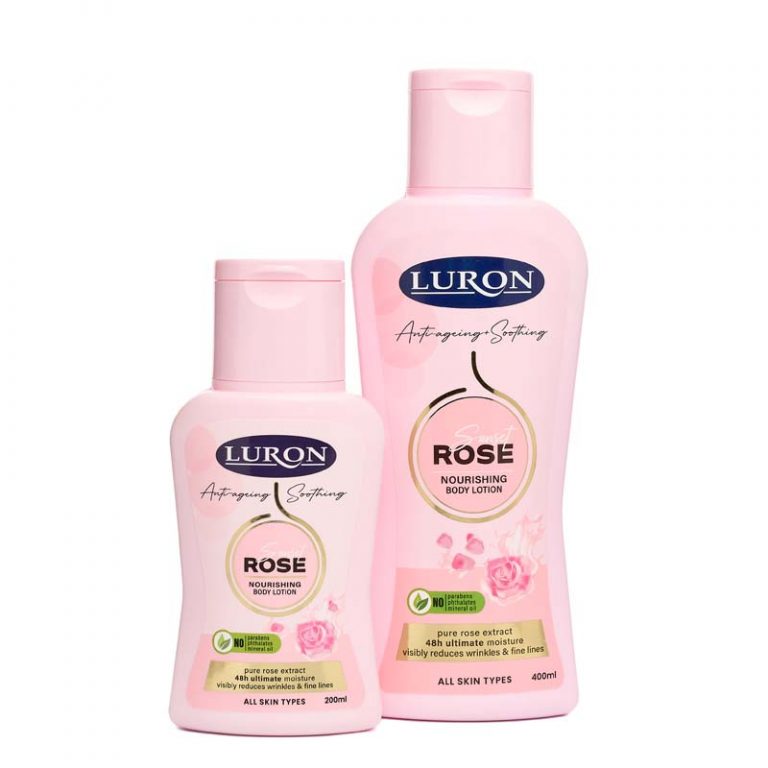 LURON
Anti-ageing Soothing
Sunset
ROSE
NOURISHING
BODY LOTION
NO parabens
phthalates
mineral oil
pure rose extract
48h ultimate moisture
visibly reduces wrinkles & fine lines
ALL SKIN TYPES 200ml
LURON
Anti-ageing + Soothing
Sunset
ROSE
NOURISHING
BODY LOTION
NO parabens
phthalates
mineral oil
pure rose extract
48h ultimate moisture
visibly reduces wrinkles & fine lines
ALL SKIN TYPES 400ml